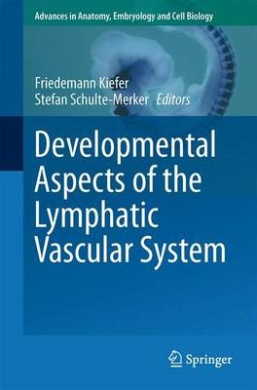 Advances in Anatomy, Embryology and Cell Biology
Friedemann Kiefer
Stefan Schulte-Merker Editors
Developmental
Aspects of the
Lymphatic
Vascular System
Springer